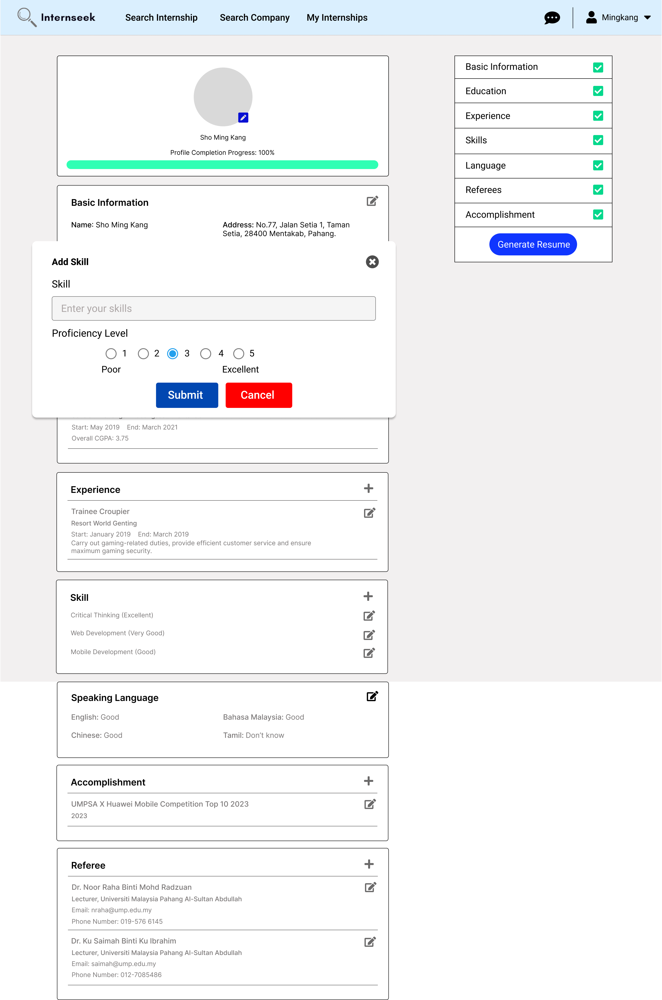 Internseek
Search Internship
Search Company
My Internships
Mingkang
Sho Ming Kang
Profile Completion Progress: 100%
Basic Information
Education
Experience
Skills
Language
Referees
Accomplishment
Generate Resume
Basic Information
Name: Sho Ming Kang
Address: No.77, Jalan Setia 1, Taman
Setia, 28400 Mentakab, Pahang.
Add Skill
Skill
Enter your skills
Proficiency Level
1 2 3 4 5
Poor Excellent
Submit Cancel
Start: May 2019 End: March 2021
Overall CGPA: 3.75
Experience
Trainee Croupier
Resort World Genting
Start: January 2019 End: March 2019
Carry out gaming-related duties, provide efficient customer service and ensure
maximum gaming security.
Skill
Critical Thinking (Excellent)
Web Development (Very Good)
Mobile Development (Good)
Speaking Language
English: Good
Bahasa Malaysia: Good
Chinese: Good
Tamil: Don’t know
Accomplishment
UMPSA X Huawei Mobile Competition Top 10 2023
2023
Referee
Dr. Noor Raha Binti Mohd Radzuan
Lecturer, Universiti Malaysia Pahang Al-Sultan Abdullah
Email: nraha@ump.edu.my
Phone Number: 019-576 6145
Dr. Ku Saimah Binti Ku Ibrahim
Lecturer, Universiti Malaysia Pahang Al-Sultan Abdullah
Email: saimah@ump.edu.my
Phone Number: 012-7085486